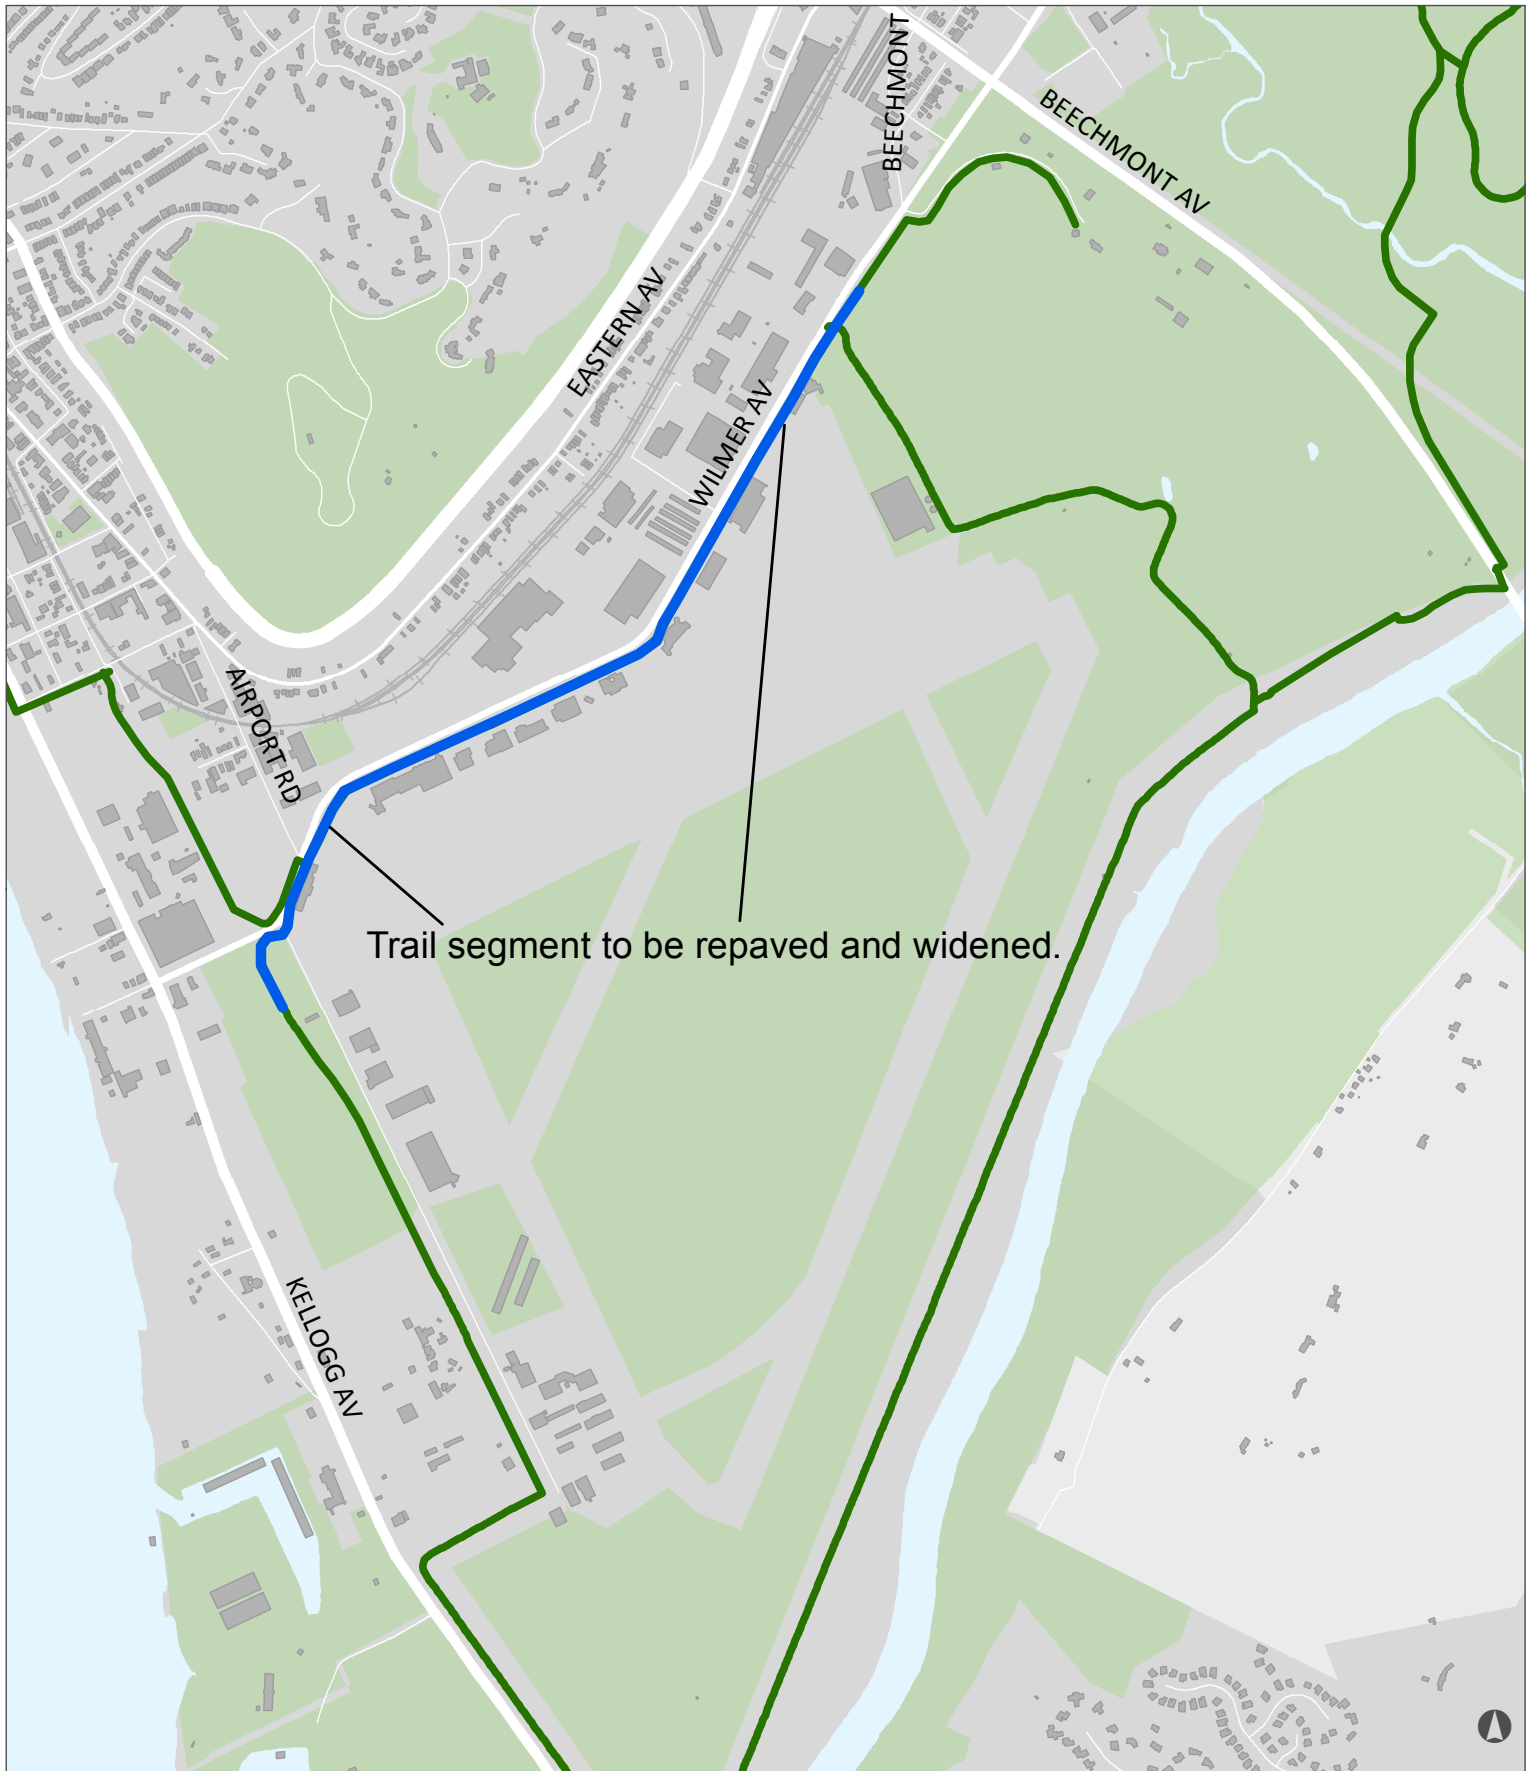 BEECHMONT
BEECHMONT AV
EASTERN AV
WILMER AV
AIRPORT RD
Trail segment to be repaved and widened.
KELLOGG AV